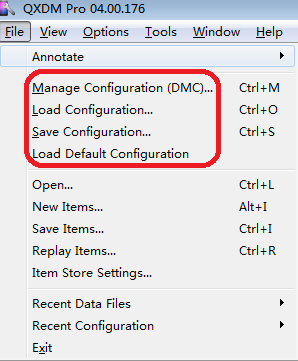 QXDM Pro 04.00.176
File View Options Tools Window Help
Annotate
Manage Configuration (DMC)... Ctrl+M
Load Configuration... Ctrl+O
Save Configuration... Ctrl+S
Load Default Configuration
Open... Ctrl+L
New Items... Alt+I
Save Items... Ctrl+I
Replay Items... Ctrl+R
Item Store Settings...
Recent Data Files
Recent Configuration
Exit